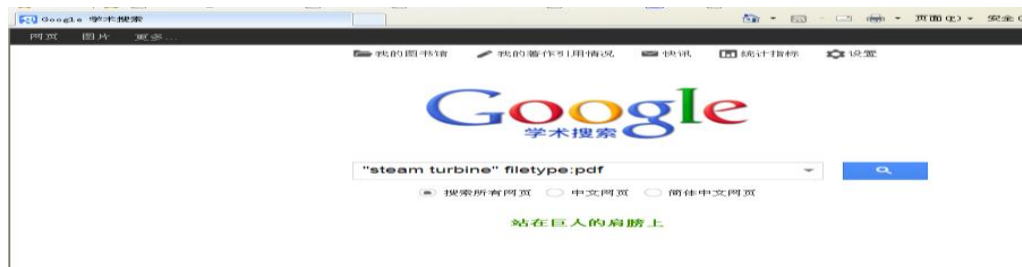 Google 学术搜索
页面(P) 安全(
网页 图片 更多...
我的图书馆 我的著作引用情况 快讯 统计指标 设置
Google
学术搜索
"steam turbine" filetype:pdf
搜索所有网页 中文网页 简体中文网页
站在巨人的肩膀上